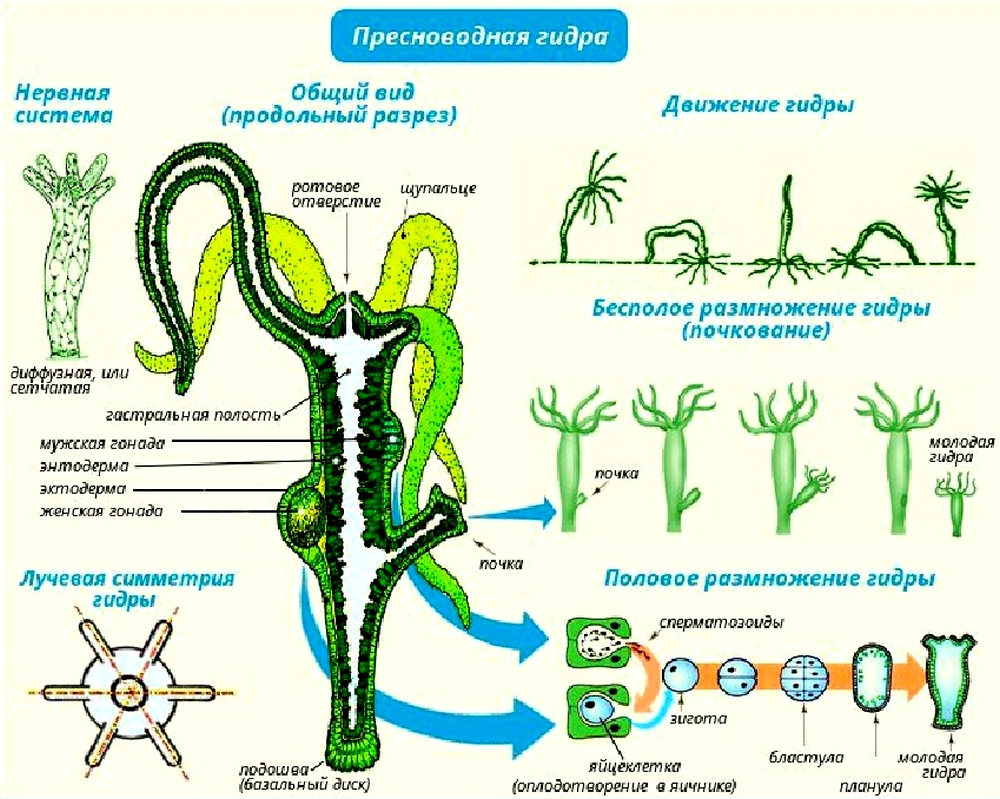 Пресноводная гидра
Нервная
система
Общий вид
(продольный разрез)
Движение гидры
ротовое
отверстие
щупальце
диффузная, или
сетчатая
Бесполое размножение гидры
(почкование)
гастральная полость
мужская гонада
энтодерма
эктодерма
женская гонада
почка
почка
молодая
гидра
Лучевая симметрия
гидры
Половое размножение гидры
сперматозоиды
зигота
яйцеклетка
(оплодотворение в яичнике)
бластула
планула
молодая
гидра
подошва
(базальный диск)